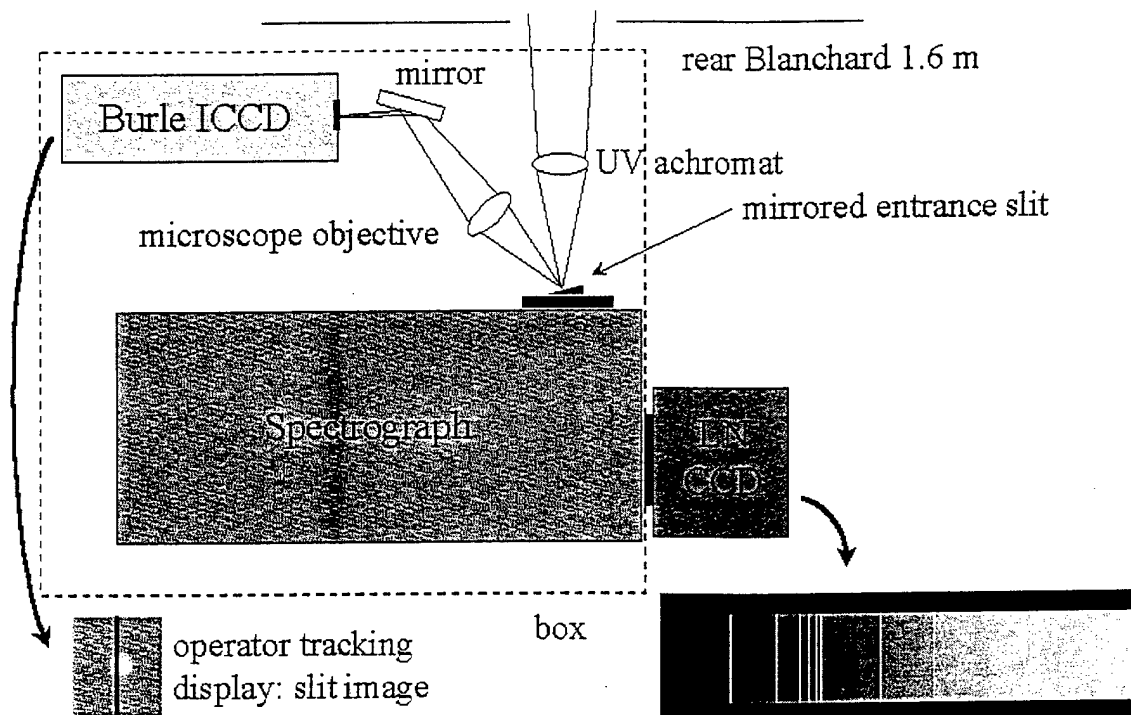 rear Blanchard 1.6 m
mirror
Burle ICCD
UV achromat
mirrored entrance slit
microscope objective
Spectrograph
LN
CCD
box
operator tracking
display: slit image